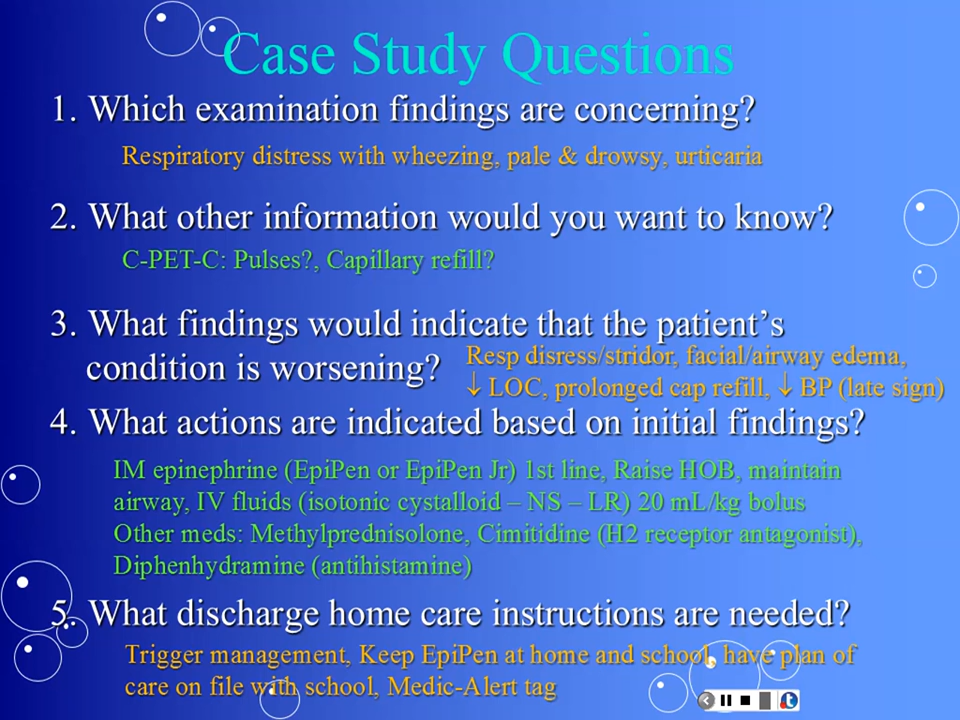 Case Study Questions
1. Which examination findings are concerning?
Respiratory distress with wheezing, pale & drowsy, urticaria
2. What other information would you want to know?
C-PET-C: Pulses?, Capillary refill?
3. What findings would indicate that the patient's
condition is worsening?
Resp disress/stridor, facial/airway edema,
↓ LOC, prolonged cap refill, ↓ BP (late sign)
4. What actions are indicated based on initial findings?
IM epinephrine (EpiPen or EpiPen Jr) 1st line, Raise HOB, maintain
airway, IV fluids (isotonic cystalloid – NS – LR) 20 mL/kg bolus
Other meds: Methylprednisolone, Cimitidine (H2 receptor antagonist),
Diphenhydramine (antihistamine)
5. What discharge home care instructions are needed?
Trigger management, Keep EpiPen at home and school, have plan of
care on file with school, Medic-Alert tag